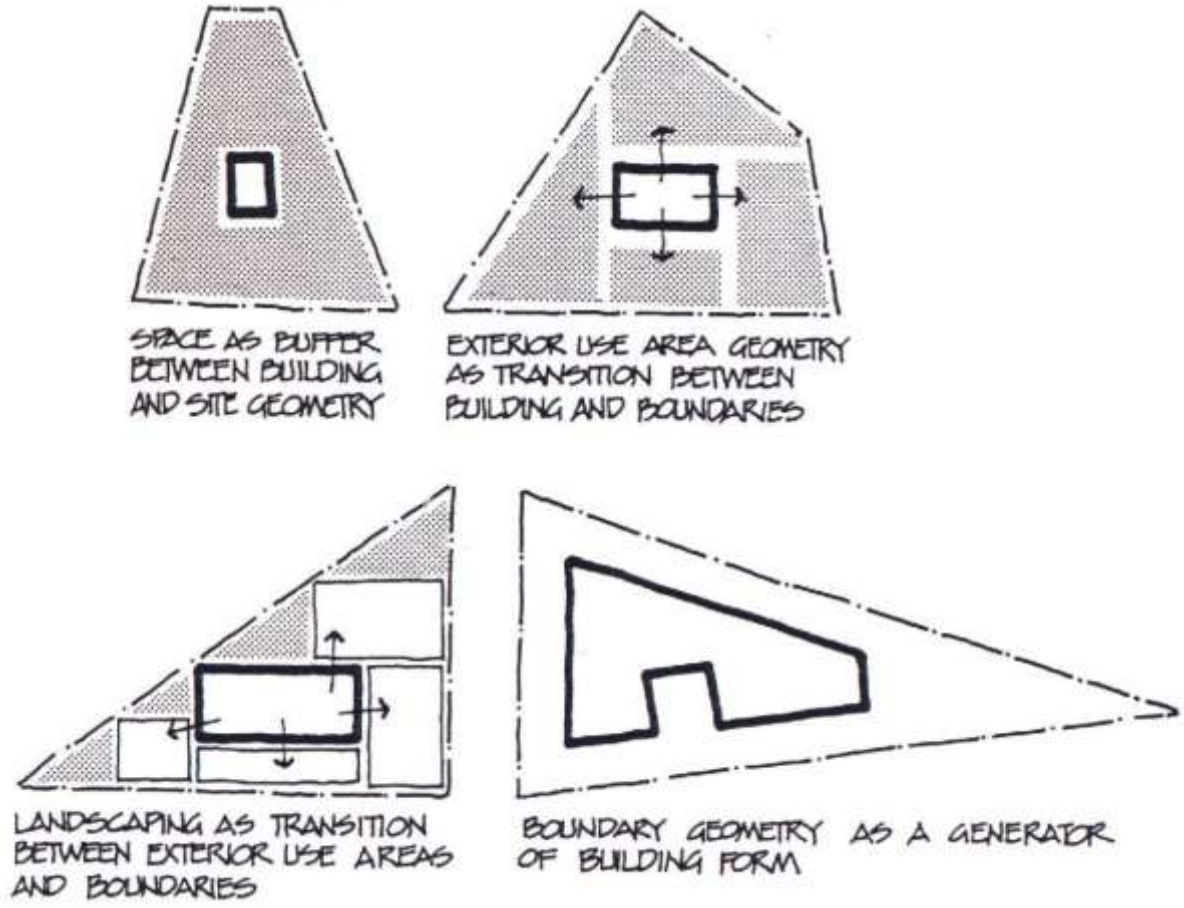 SPACE AS BUFFER
BETWEEN BUILDING
AND SITE GEOMETRY
EXTERIOR USE AREA GEOMETRY
AS TRANSITION BETWEEN
BUILDING AND BOUNDARIES
LANDSCAPING AS TRANSITION
BETWEEN EXTERIOR USE AREAS
AND BOUNDARIES
BOUNDARY GEOMETRY AS A GENERATOR
OF BUILDING FORM